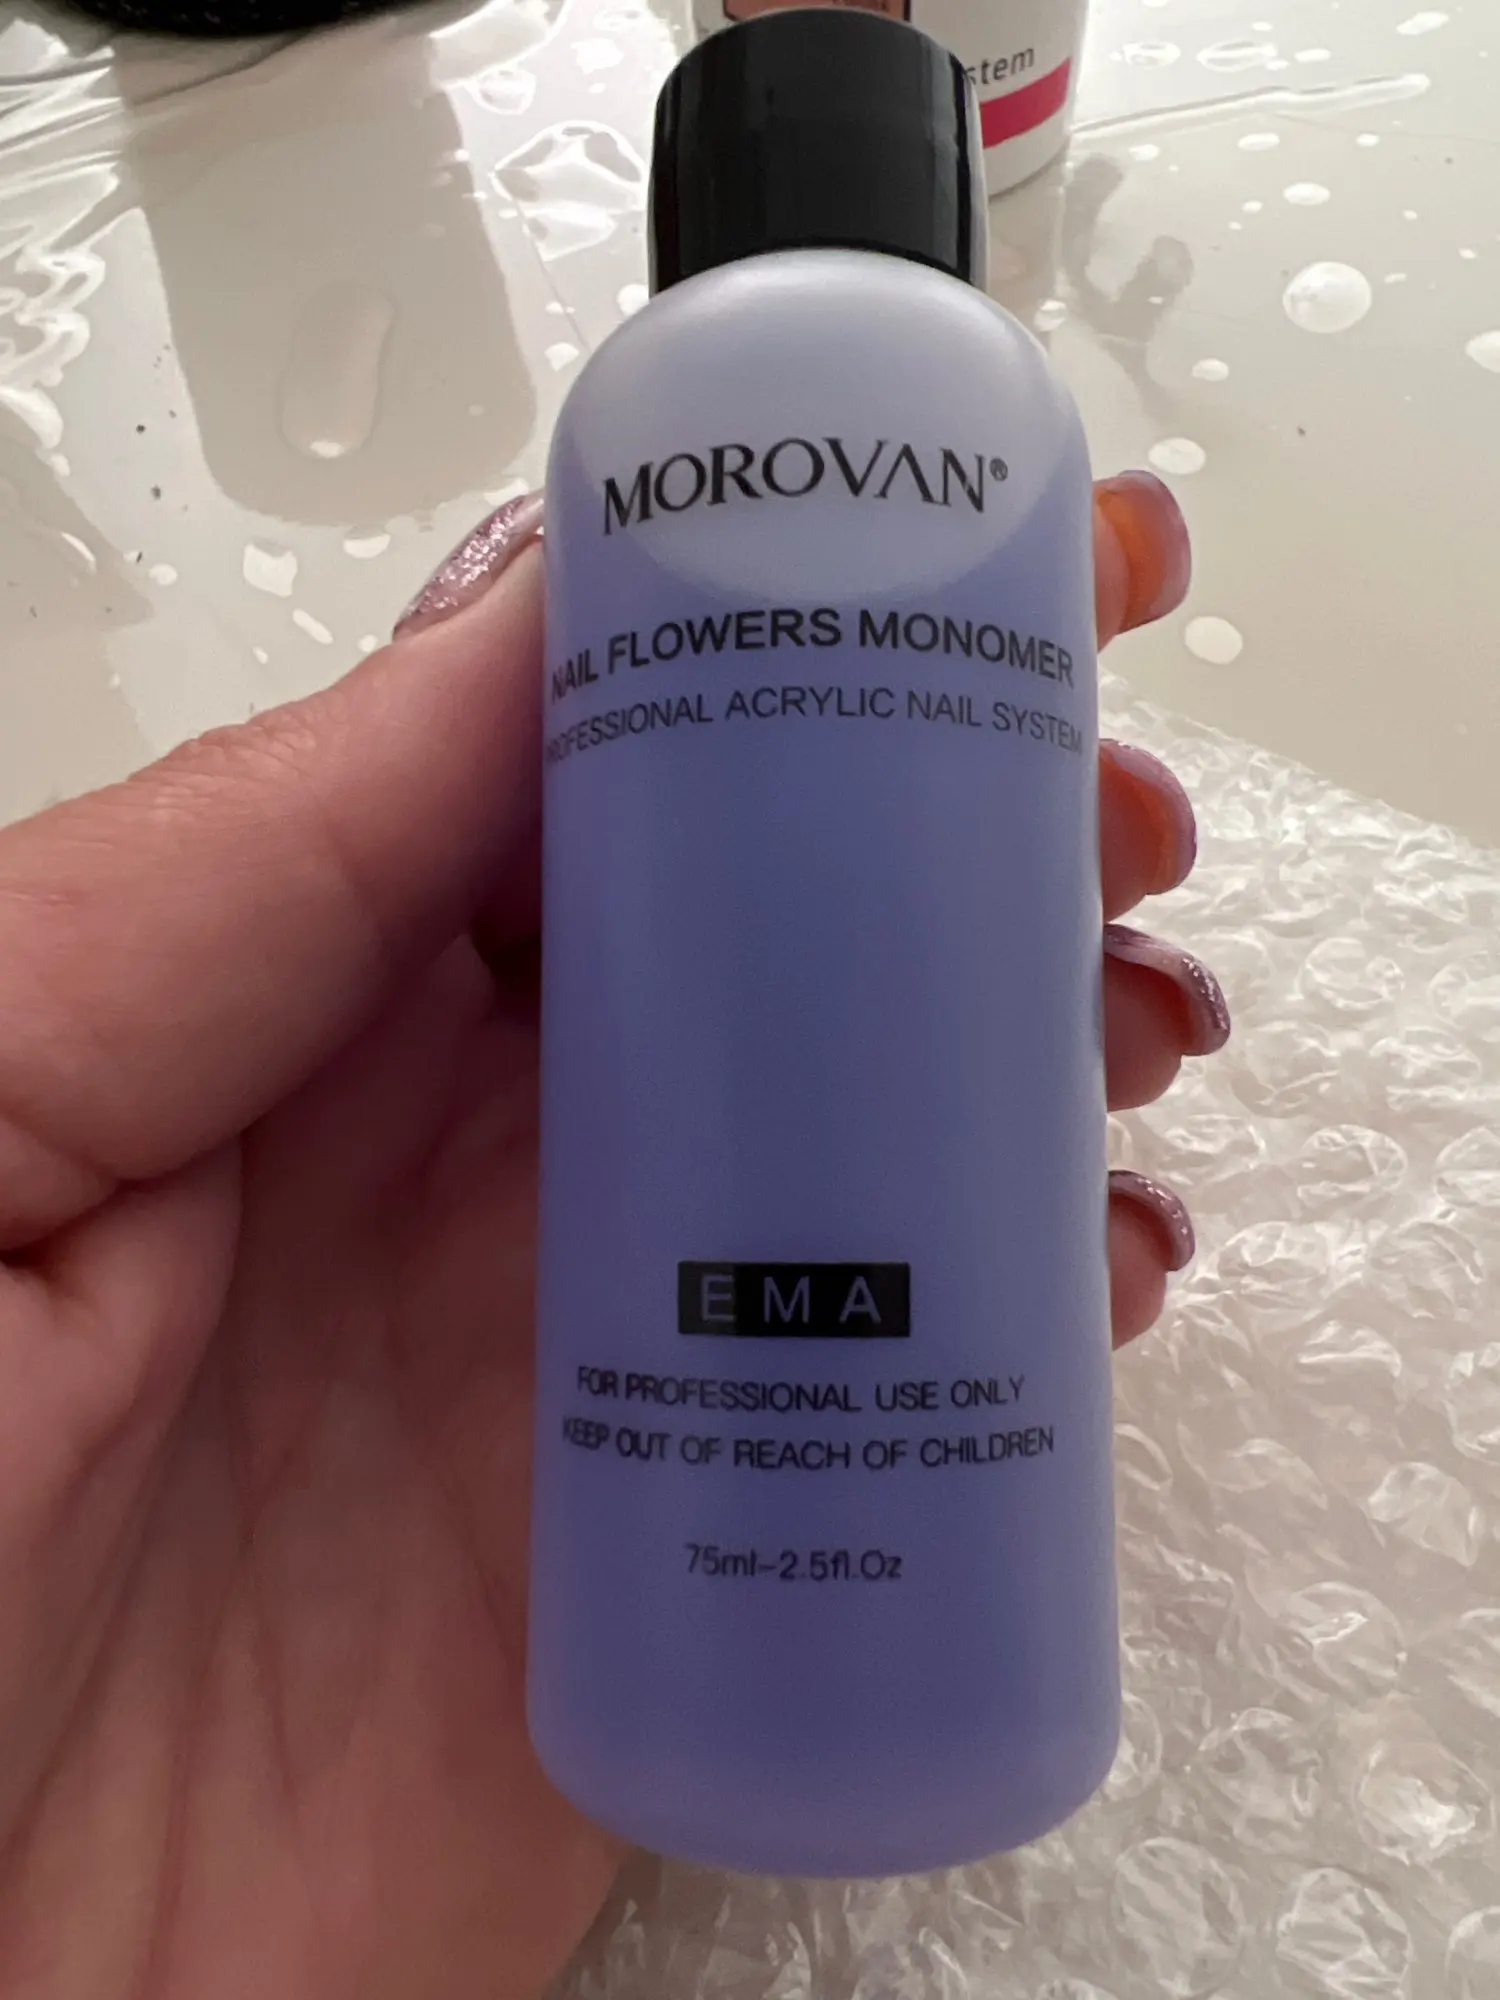 stem
MOROVAN®
NAIL FLOWERS MONOMER
PROFESSIONAL ACRYLIC NAIL SYSTEM
EMA
FOR PROFESSIONAL USE ONLY
KEEP OUT OF REACH OF CHILDREN
75ml-2.5fl.Oz